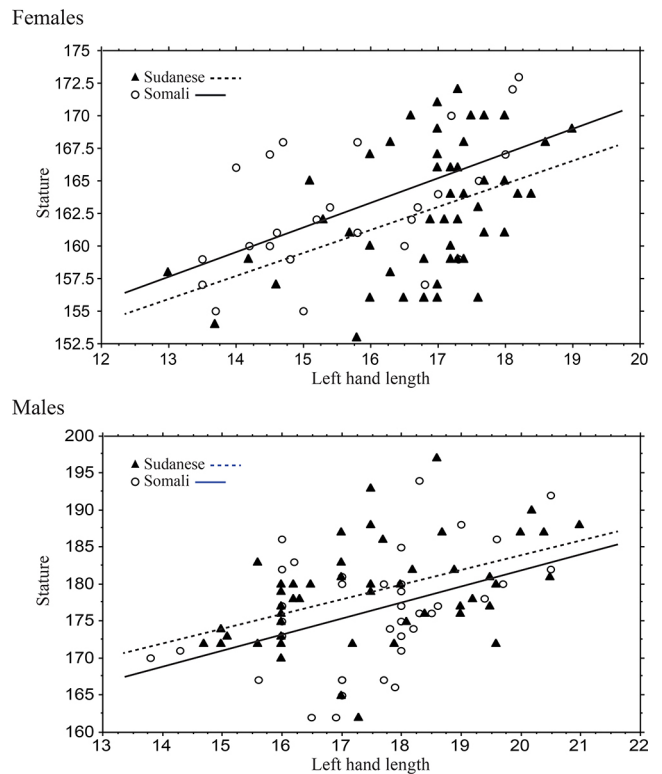 Females
175
172.5
170
167.5
165
162.5
160
157.5
155
152.5
Stature
Sudanese
Somali
12 13 14 15 16 17 18 19 20
Left hand length
Males
200
195
190
185
180
175
170
165
160
Stature
Sudanese
Somali
13 14 15 16 17 18 19 20 21 22
Left hand length